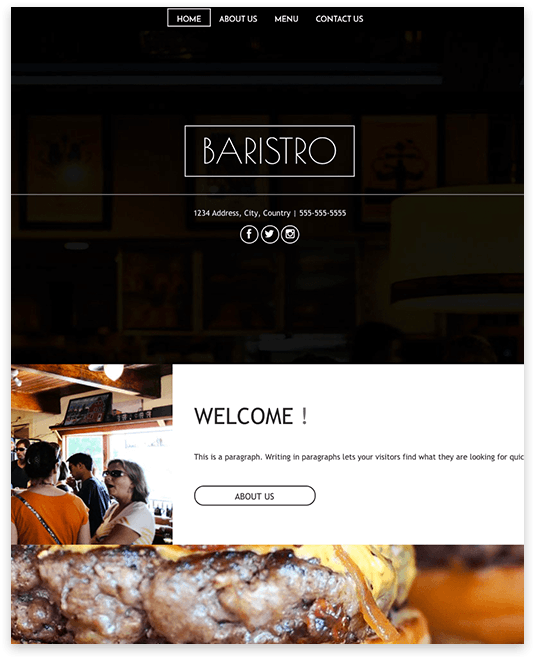 HOME ABOUT US MENU CONTACT US
BARISTRO
1234 Address, City, Country | 555-555-5555
WELCOME !
This is a paragraph. Writing in paragraphs lets your visitors find what they are looking for quic
ABOUT US